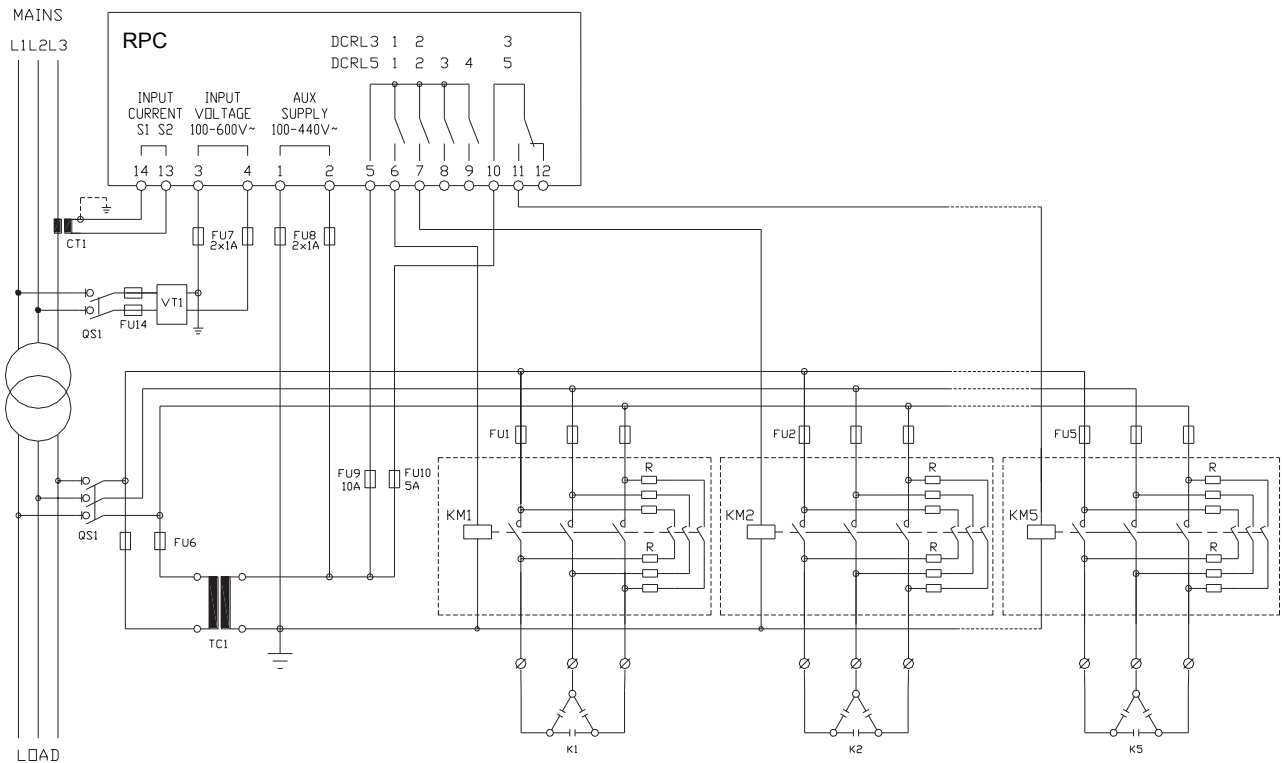 MAINS
L1L2L3
RPC
DCRL3 1 2 3
DCRL5 1 2 3 4 5
INPUT CURRENT
S1 S2
INPUT VOLTAGE
100-600V~
AUX SUPPLY
100-440V~
14 13 3 4 1 2 5 6 7 8 9 10 11 12
CT1
FU7
2x1A
FU8
2x1A
VT1
FU14
QS1
FU1
FU2
FU5
FU9
10A
FU10
5A
R
R
R
KM1
KM2
KM5
QS1
FU6
R
R
R
TC1
K1
K2
K5
LOAD